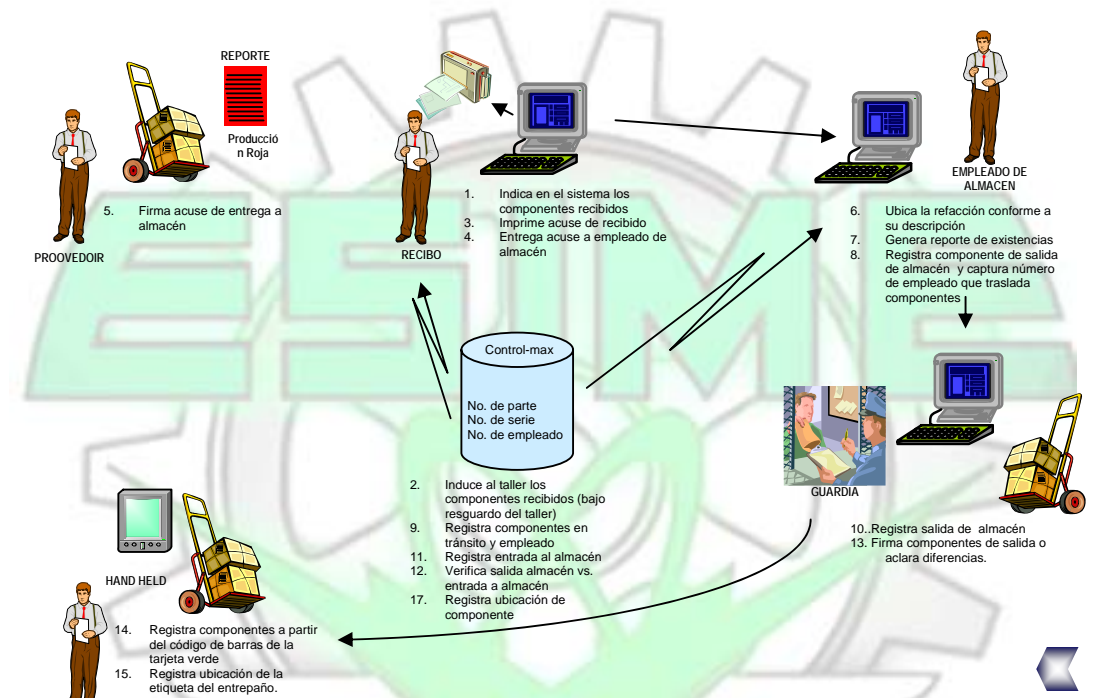 REPORTE
Producció
n Roja
5. Firma acuse de entrega a
almacén
PROOVEDOIR
1. Indica en el sistema los
componentes recibidos
3. Imprime acuse de recibido
4. Entrega acuse a empleado de
almacén
RECIBO
EMPLEADO DE
ALMACEN
6. Ubica la refacción conforme a
su descripción
7. Genera reporte de existencias
8. Registra componente de salida
de almacén y captura número
de empleado que traslada
componentes
ESIME
Control-max
No. de parte
No. de serie
No. de empleado
2. Induce al taller los
componentes recibidos (bajo
resguardo del taller)
9. Registra componentes en
tránsito y empleado
11. Registra entrada al almacén
12. Verifica salida almacén vs.
entrada a almacén
17. Registra ubicación de
componente
GUARDIA
10..Registra salida de almacén
13. Firma componentes de salida o
aclara diferencias.
HAND HELD
14. Registra componentes a partir
del código de barras de la
tarjeta verde
15. Registra ubicación de la
etiqueta del entrepaño.